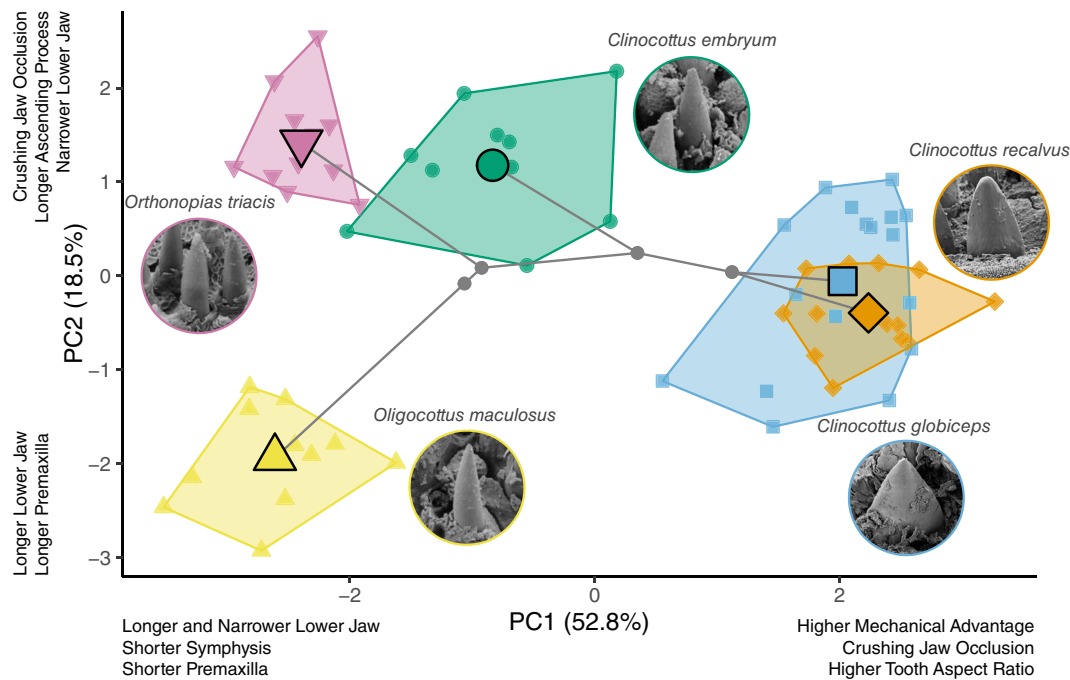 Crushing Jaw Occlusion
Longer Ascending Process
Narrower Lower Jaw
Longer Lower Jaw
Longer Premaxilla
PC2 (18.5%)
2
1
0
−1
−2
−3
Clinocottus embryum
Clinocottus recalvus
Orthonopias triacis
Oligocottus maculosus
Clinocottus globiceps
−2
0
2
PC1 (52.8%)
Longer and Narrower Lower Jaw
Shorter Symphysis
Shorter Premaxilla
Higher Mechanical Advantage
Crushing Jaw Occlusion
Higher Tooth Aspect Ratio